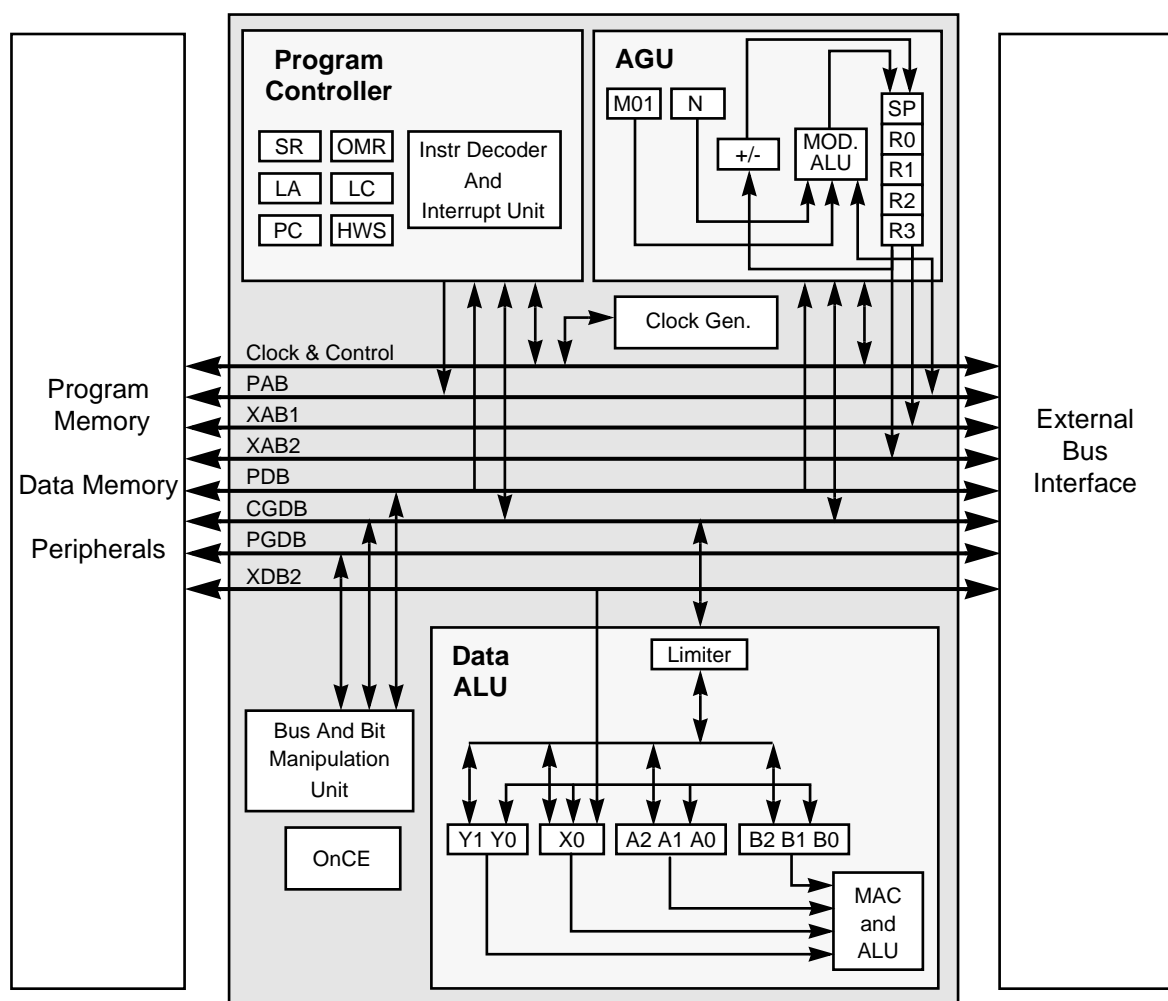 Program
Controller
SR
OMR
LA
LC
PC
HWS
Instr Decoder
And
Interrupt Unit
AGU
M01
N
+/-
MOD.
ALU
SP
R0
R1
R2
R3
Clock Gen.
Clock & Control
PAB
XAB1
XAB2
PDB
CGDB
PGDB
XDB2
Program
Memory
Data Memory
Peripherals
External
Bus
Interface
Data
ALU
Limiter
Bus And Bit
Manipulation
Unit
OnCE
Y1 Y0
X0
A2 A1 A0
B2 B1 B0
MAC
and
ALU